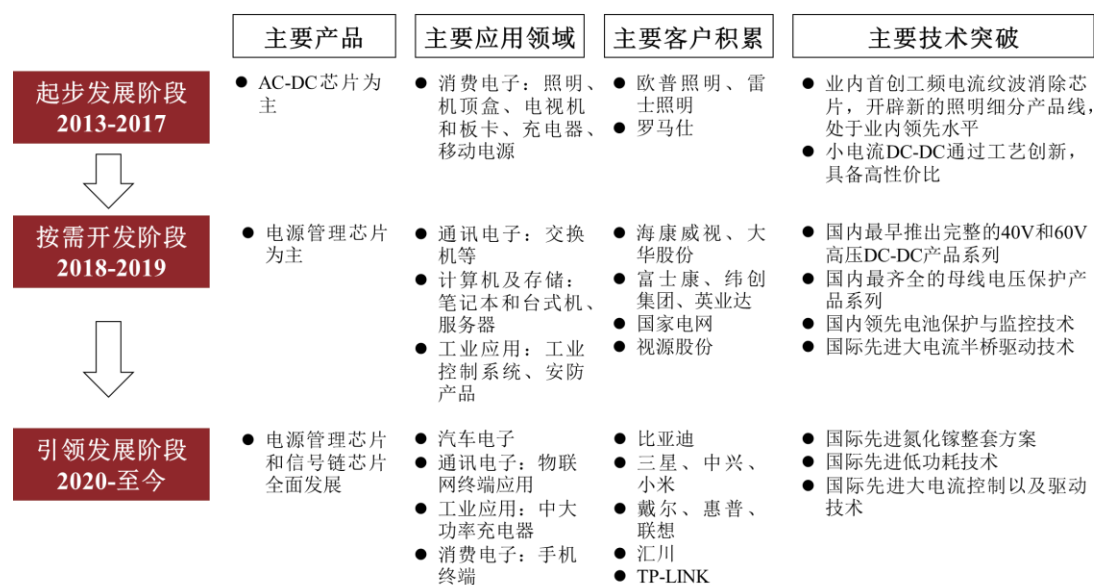 主要产品
主要应用领域
主要客户积累
主要技术突破
起步发展阶段
2013-2017
● AC-DC芯片为
主
● 消费电子：照明、
机顶盒、电视机
和板卡、充电器、
移动电源
● 欧普照明、雷
士照明
● 罗马仕
● 业内首创工频电流纹波消除芯
片，开辟新的照明细分产品线，
处于业内领先水平
● 小电流DC-DC通过工艺创新，
具备高性价比
按需开发阶段
2018-2019
● 电源管理芯片
为主
● 通讯电子：交换
机等
● 计算机及存储：
笔记本和台式机、
服务器
● 工业应用：工业
控制系统、安防
产品
● 海康威视、大
华股份
● 富士康、纬创
集团、英业达
● 国家电网
● 视源股份
● 国内最早推出完整的40V和60V
高压DC-DC产品系列
● 国内最齐全的母线电压保护产
品系列
● 国内领先电池保护与监控技术
● 国际先进大电流半桥驱动技术
引领发展阶段
2020-至今
● 电源管理芯片
和信号链芯片
全面发展
● 汽车电子
● 通讯电子：物联
网终端应用
● 工业应用：中大
功率充电器
● 消费电子：手机
终端
● 比亚迪
● 三星、中兴、
小米
● 戴尔、惠普、
联想
● 汇川
● TP-LINK
● 国际先进氮化镓整套方案
● 国际先进低功耗技术
● 国际先进大电流控制以及驱动
技术